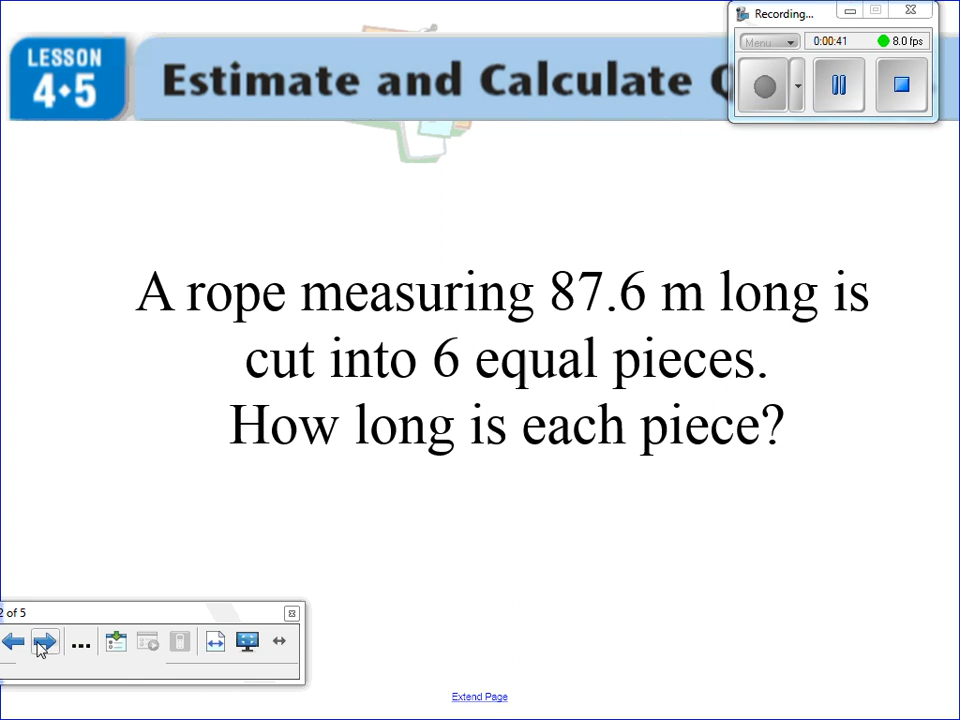 Recording...
Menu
0:00:41
8.0 fps
LESSON
4•5
Estimate and Calculate
A rope measuring 87.6 m long is
cut into 6 equal pieces.
How long is each piece?
2 of 5
Extend Page